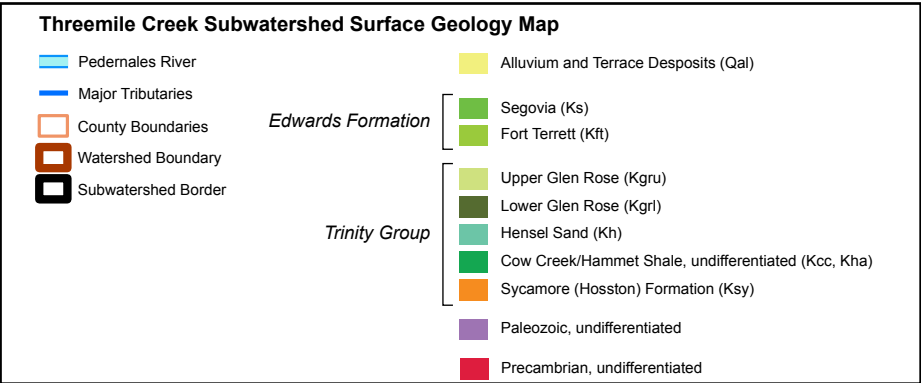 Threemile Creek Subwatershed Surface Geology Map
Pedernales River
Major Tributaries
County Boundaries
Watershed Boundary
Subwatershed Border
Alluvium and Terrace Desposits (Qal)
Edwards Formation
Segovia (Ks)
Fort Terrett (Kft)
Trinity Group
Upper Glen Rose (Kgru)
Lower Glen Rose (Kgrl)
Hensel Sand (Kh)
Cow Creek/Hammet Shale, undifferentiated (Kcc, Kha)
Sycamore (Hosston) Formation (Ksy)
Paleozoic, undifferentiated
Precambrian, undifferentiated